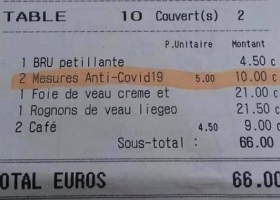 TABLE 10 Couvert(s) 2
P.Unitaire Montant
1 BRU petillante 4.50 c
2 Mesures Anti-Covid19 5.00 10.00 c
1 Foie de veau creme et 21.00 c
1 Rognons de veau liegeo 21.50 c
2 Café 4.50 9.00 c
Sous-total : 66.00
OTAL EUROS 66.00